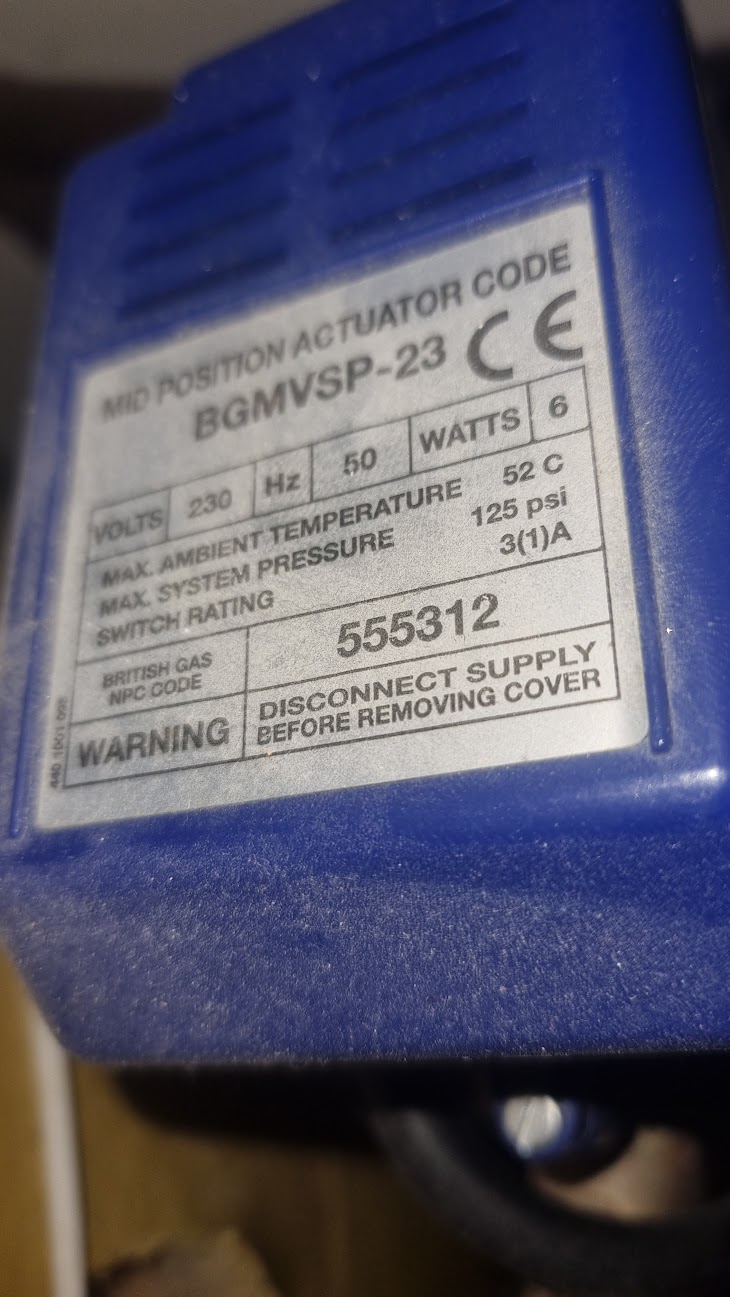 MID POSITION ACTUATOR CODE
BGMVSP-23 CE
VOLTS 230 Hz 50 WATTS 6
MAX. AMBIENT TEMPERATURE 52 C
MAX. SYSTEM PRESSURE 125 psi
SWITCH RATING 3(1)A
BRITISH GAS
NPC CODE
555312
WARNING
DISCONNECT SUPPLY
BEFORE REMOVING COVER